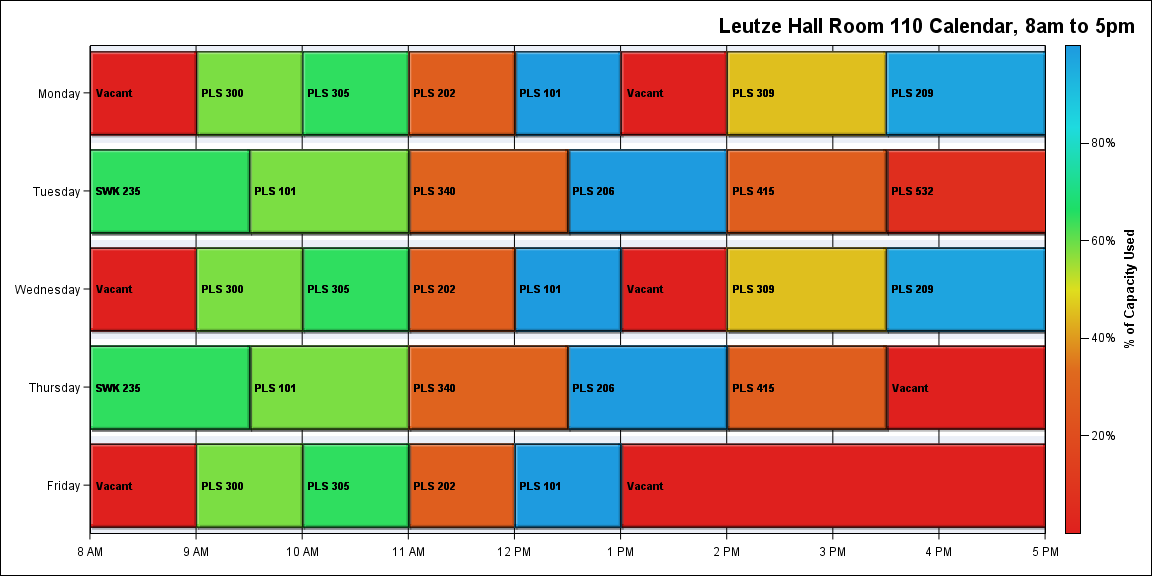 Leutze Hall Room 110 Calendar, 8am to 5pm
Monday
Vacant
PLS 300
PLS 305
PLS 202
PLS 101
Vacant
PLS 309
PLS 209
Tuesday
SWK 235
PLS 101
PLS 340
PLS 206
PLS 415
PLS 532
Wednesday
Vacant
PLS 300
PLS 305
PLS 202
PLS 101
Vacant
PLS 309
PLS 209
Thursday
SWK 235
PLS 101
PLS 340
PLS 206
PLS 415
Vacant
Friday
Vacant
PLS 300
PLS 305
PLS 202
PLS 101
Vacant
8 AM
9 AM
10 AM
11 AM
12 PM
1 PM
2 PM
3 PM
4 PM
5 PM
80%
60%
40%
20%
% of Capacity Used